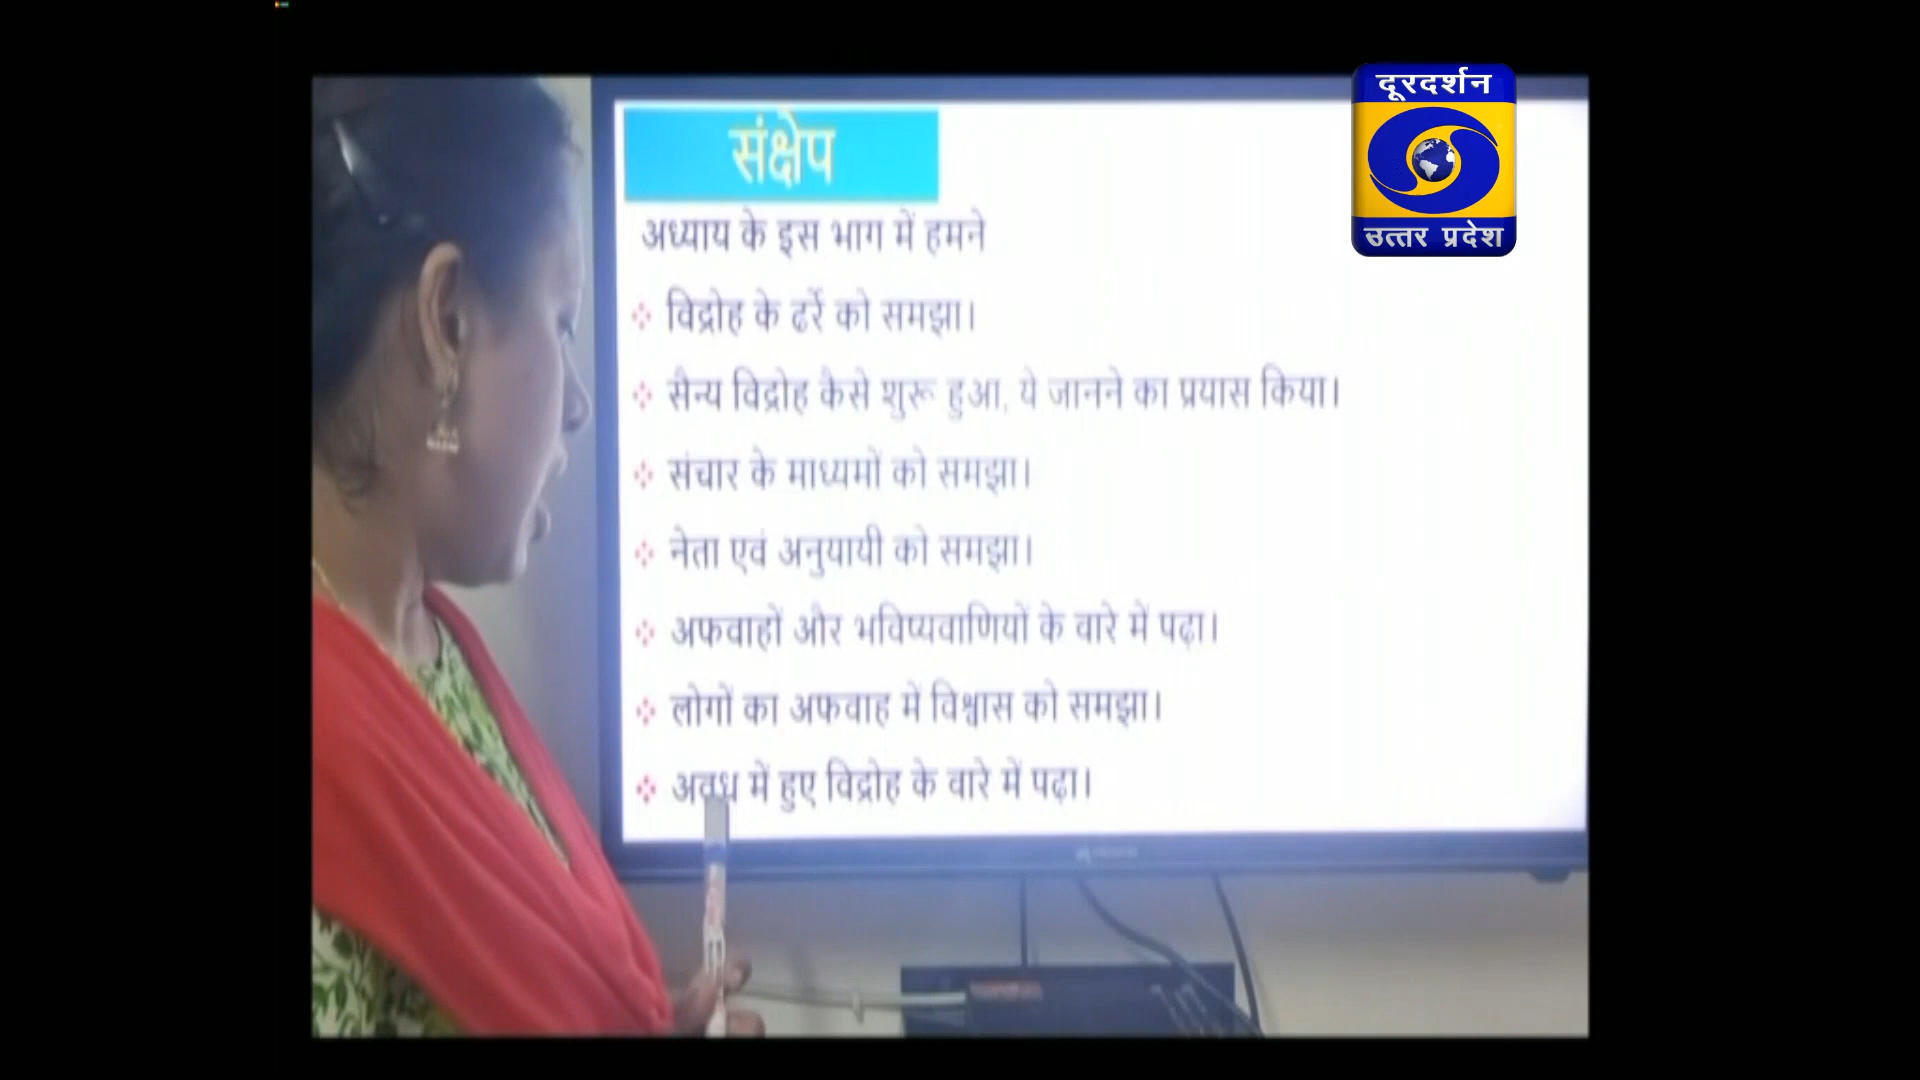 दूरदर्शन
उत्तर प्रदेश
संक्षेप
अध्याय के इस भाग में हमने
विद्रोह के ढर्रे को समझा।
सैन्य विद्रोह कैसे शुरू हुआ, ये जानने का प्रयास किया।
संचार के माध्यमों को समझा।
नेता एवं अनुयायी को समझा।
अफवाहों और भविष्यवाणियों के वारे में पढ़ा।
लोगों का अफवाह में विश्वास को समझा।
अवध में हुए विद्रोह के वारे में पढ़ा।